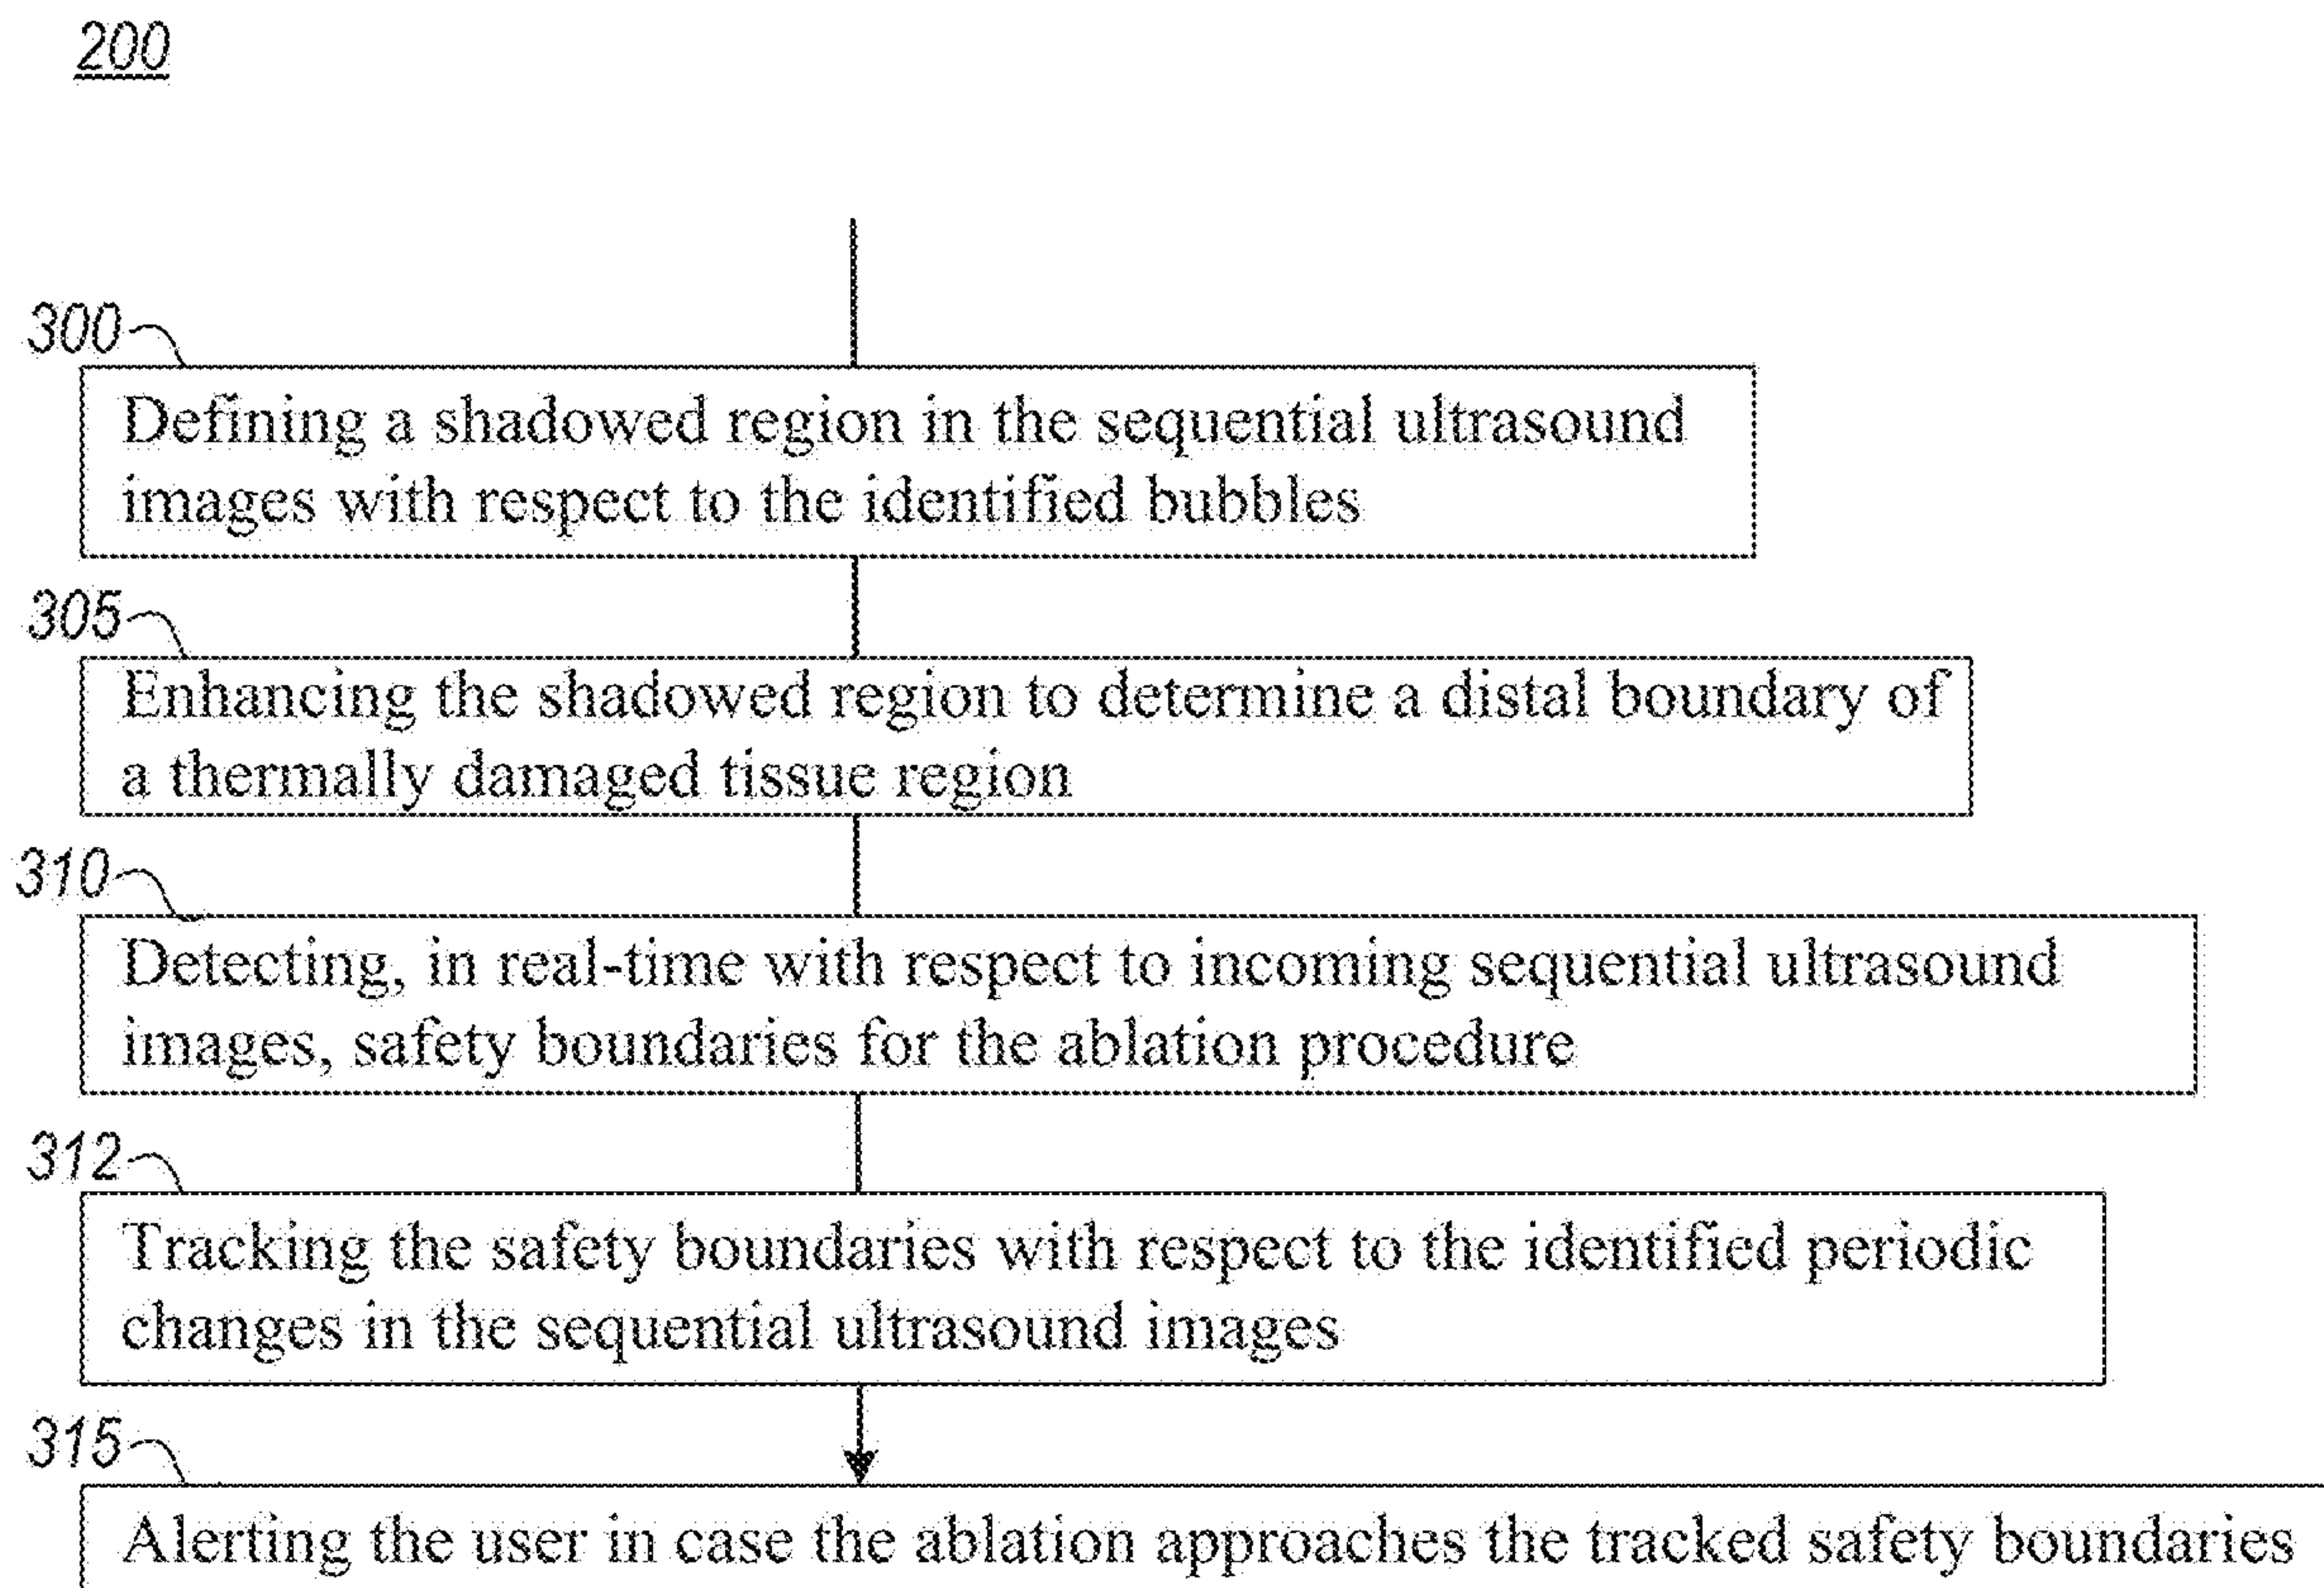 200
300
Defining a shadowed region in the sequential ultrasound
images with respect to the identified bubbles
305
Enhancing the shadowed region to determine a distal boundary of
a thermally damaged tissue region
310
Detecting, in real-time with respect to incoming sequential ultrasound
images, safety boundaries for the ablation procedure
312
Tracking the safety boundaries with respect to the identified periodic
changes in the sequential ultrasound images
315
Alerting the user in case the ablation approaches the tracked safety boundaries